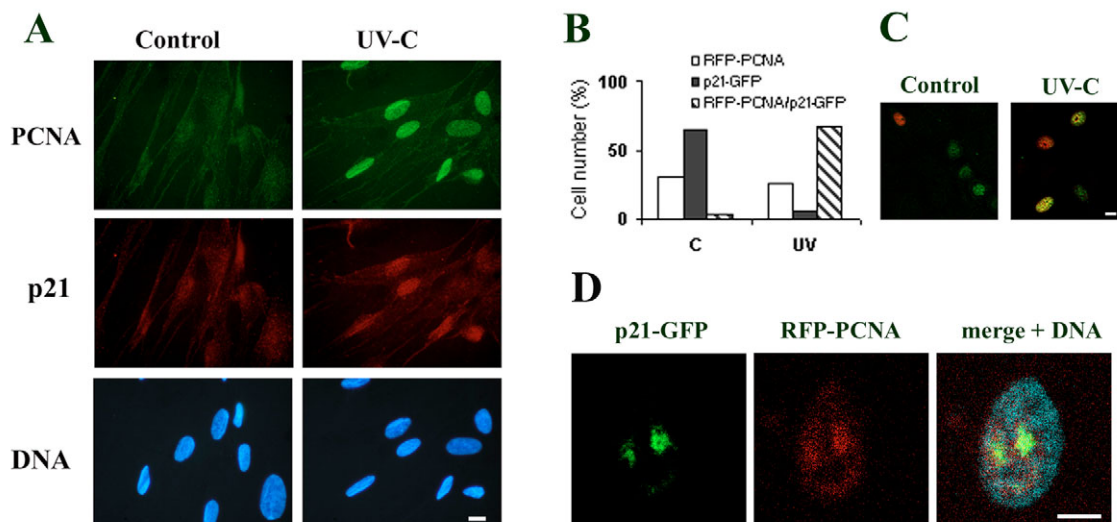 A
Control
UV-C
PCNA
p21
DNA
B
RFP-PCNA
p21-GFP
RFP-PCNA/p21-GFP
Cell number (%)
100
50
0
C
UV
C
Control
UV-C
D
p21-GFP
RFP-PCNA
merge + DNA